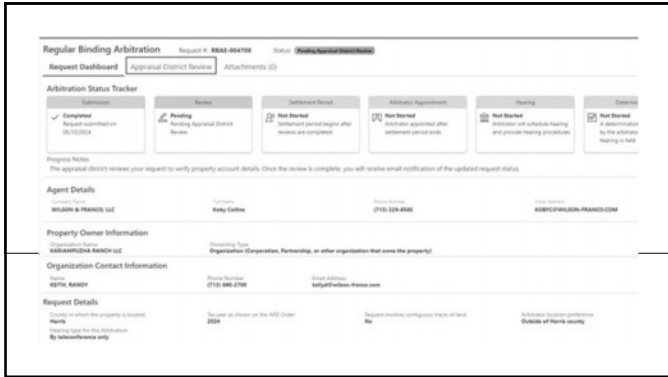 Regular Binding Arbitration Request #: RBAE-004708 Status: Pending Appraisal District Review
Request Dashboard Appraisal District Review Attachments (0)
Arbitration Status Tracker
Submission Review Settlement Period Arbitrator Appointment Hearing Determin
Completed Pending Not Started Not Started Not Started Not Started
Request submitted on Pending Appraisal District Settlement period begins after Arbitrator appointed after Arbitrator will schedule hearing A determination
08/10/2024 Review reviews are completed settlement period ends and provide hearing procedures by the arbitrator
hearing is held
Progress Notes
The appraisal district reviews your request to verify property account details. Once the review is complete, you will receive email notification of the updated request status.
Agent Details
Company Name Full Name Phone Number Email Address
WILSON & FRANCO, LLC Koby Collins (713) 229-8585 KOBYC@WILSON-FRANCO.COM
Property Owner Information
Organization Name Ownership Type
KARIAMPUZHA RANCH LLC Organization (Corporation, Partnership, or other organization that owns the property)
Organization Contact Information
Name Phone Number Email Address
KEITH, RANDY (713) 686-2700 kellyd@wilson-franco.com
Request Details
County in which the property is located Tax year as shown on the ARB Order Request involves contiguous tracts of land Arbitrator location preference
Harris 2024 No Outside of Harris county
Hearing type for this Arbitration
By teleconference only